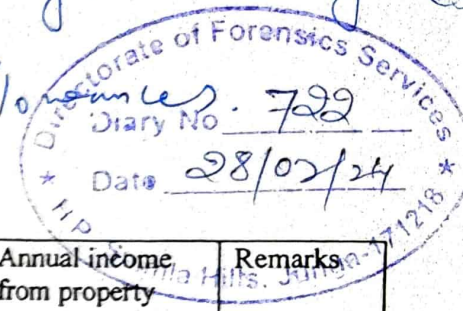 Directorate of Forensics Services
Diary No 722
Date 28/02/24
* H.P. Shimla Hills, Junga-171218 *
Annual income Remarks
from property